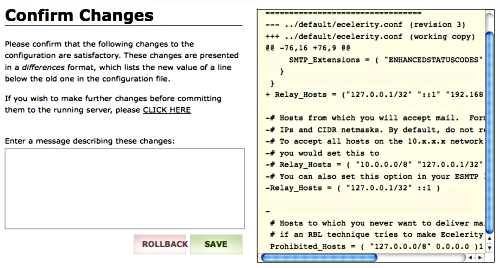 Confirm Changes
Please confirm that the following changes to the
configuration are satisfactory. These changes are presented
in a differences format, which lists the new value of a line
below the old one in the configuration file.
If you wish to make further changes before committing
them to the running server, please CLICK HERE
Enter a message describing these changes:
ROLLBACK SAVE
================================
--- ../default/ecelerity.conf (revision 3)
+++ ../default/ecelerity.conf (working copy)
@@ -76,16 +76,9 @@
SMTP_Extensions = ( "ENHANCEDSTATUSCODES"
}
}
+ Relay_Hosts = ("127.0.0.1/32" "::1" "192.168
-# Hosts from which you will accept mail. For
-# IPs and CIDR netmasks. By default, do not r
-# To accept all hosts on the 10.x.x.x network
-# you would set this to
-# Relay_Hosts = ( "10.0.0.0/8" "127.0.0.1/32"
-# You can also set this option in your ESMTP
-Relay_Hosts = ( "127.0.0.1/32" ::1 )
-
# Hosts to which you never want to deliver ma
# if an RBL technique tries to make Ecelerity
Prohibited_Hosts = ( "127.0.0.0/8" 0.0.0.0 )